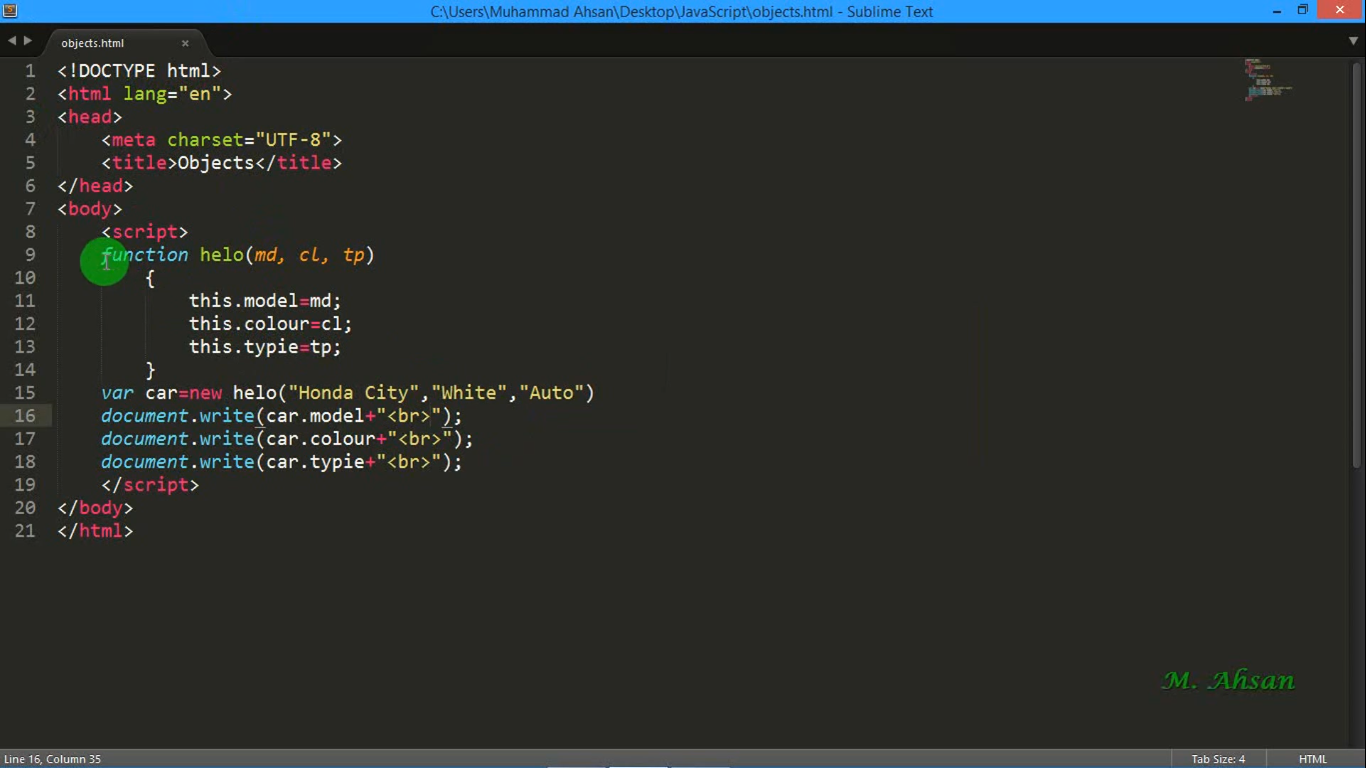 C:\Users\Muhammad Ahsan\Desktop\JavaScript\objects.html - Sublime Text
objects.html
1 <!DOCTYPE html>
2 <html lang="en">
3 <head>
4     <meta charset="UTF-8">
5     <title>Objects</title>
6 </head>
7 <body>
8     <script>
9     function helo(md, cl, tp)
10         {
11             this.model=md;
12             this.colour=cl;
13             this.typie=tp;
14         }
15     var car=new helo("Honda City","White","Auto")
16     document.write(car.model+"<br>");
17     document.write(car.colour+"<br>");
18     document.write(car.typie+"<br>");
19     </script>
20 </body>
21 </html>
M. Ahsan
Line 16, Column 35 Tab Size: 4 HTML